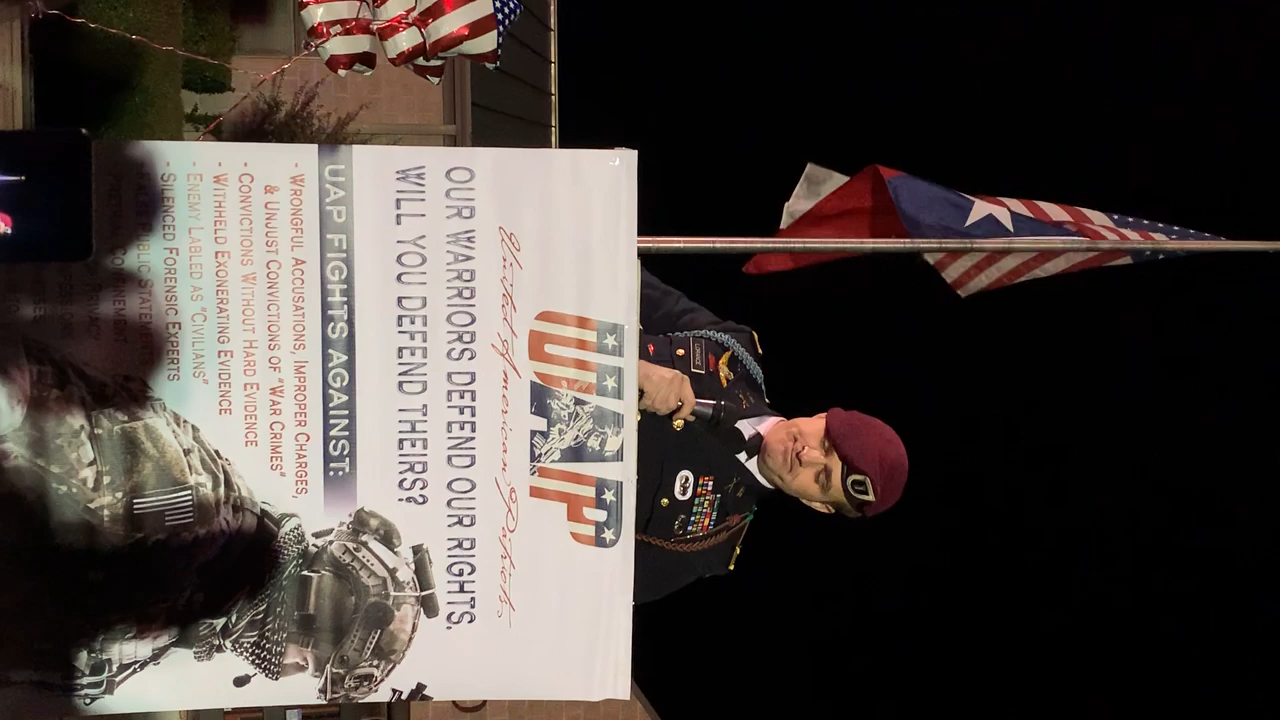 UAP
United American Patriots
OUR WARRIORS DEFEND OUR RIGHTS.
WILL YOU DEFEND THEIRS?
UAP FIGHTS AGAINST:
- WRONGFUL ACCUSATIONS, IMPROPER CHARGES,
& UNJUST CONVICTIONS OF "WAR CRIMES"
- CONVICTIONS WITHOUT HARD EVIDENCE
- WITHHELD EXONERATING EVIDENCE
- ENEMY LABLED AS "CIVILIANS"
- SILENCED FORENSIC EXPERTS
PUBLIC